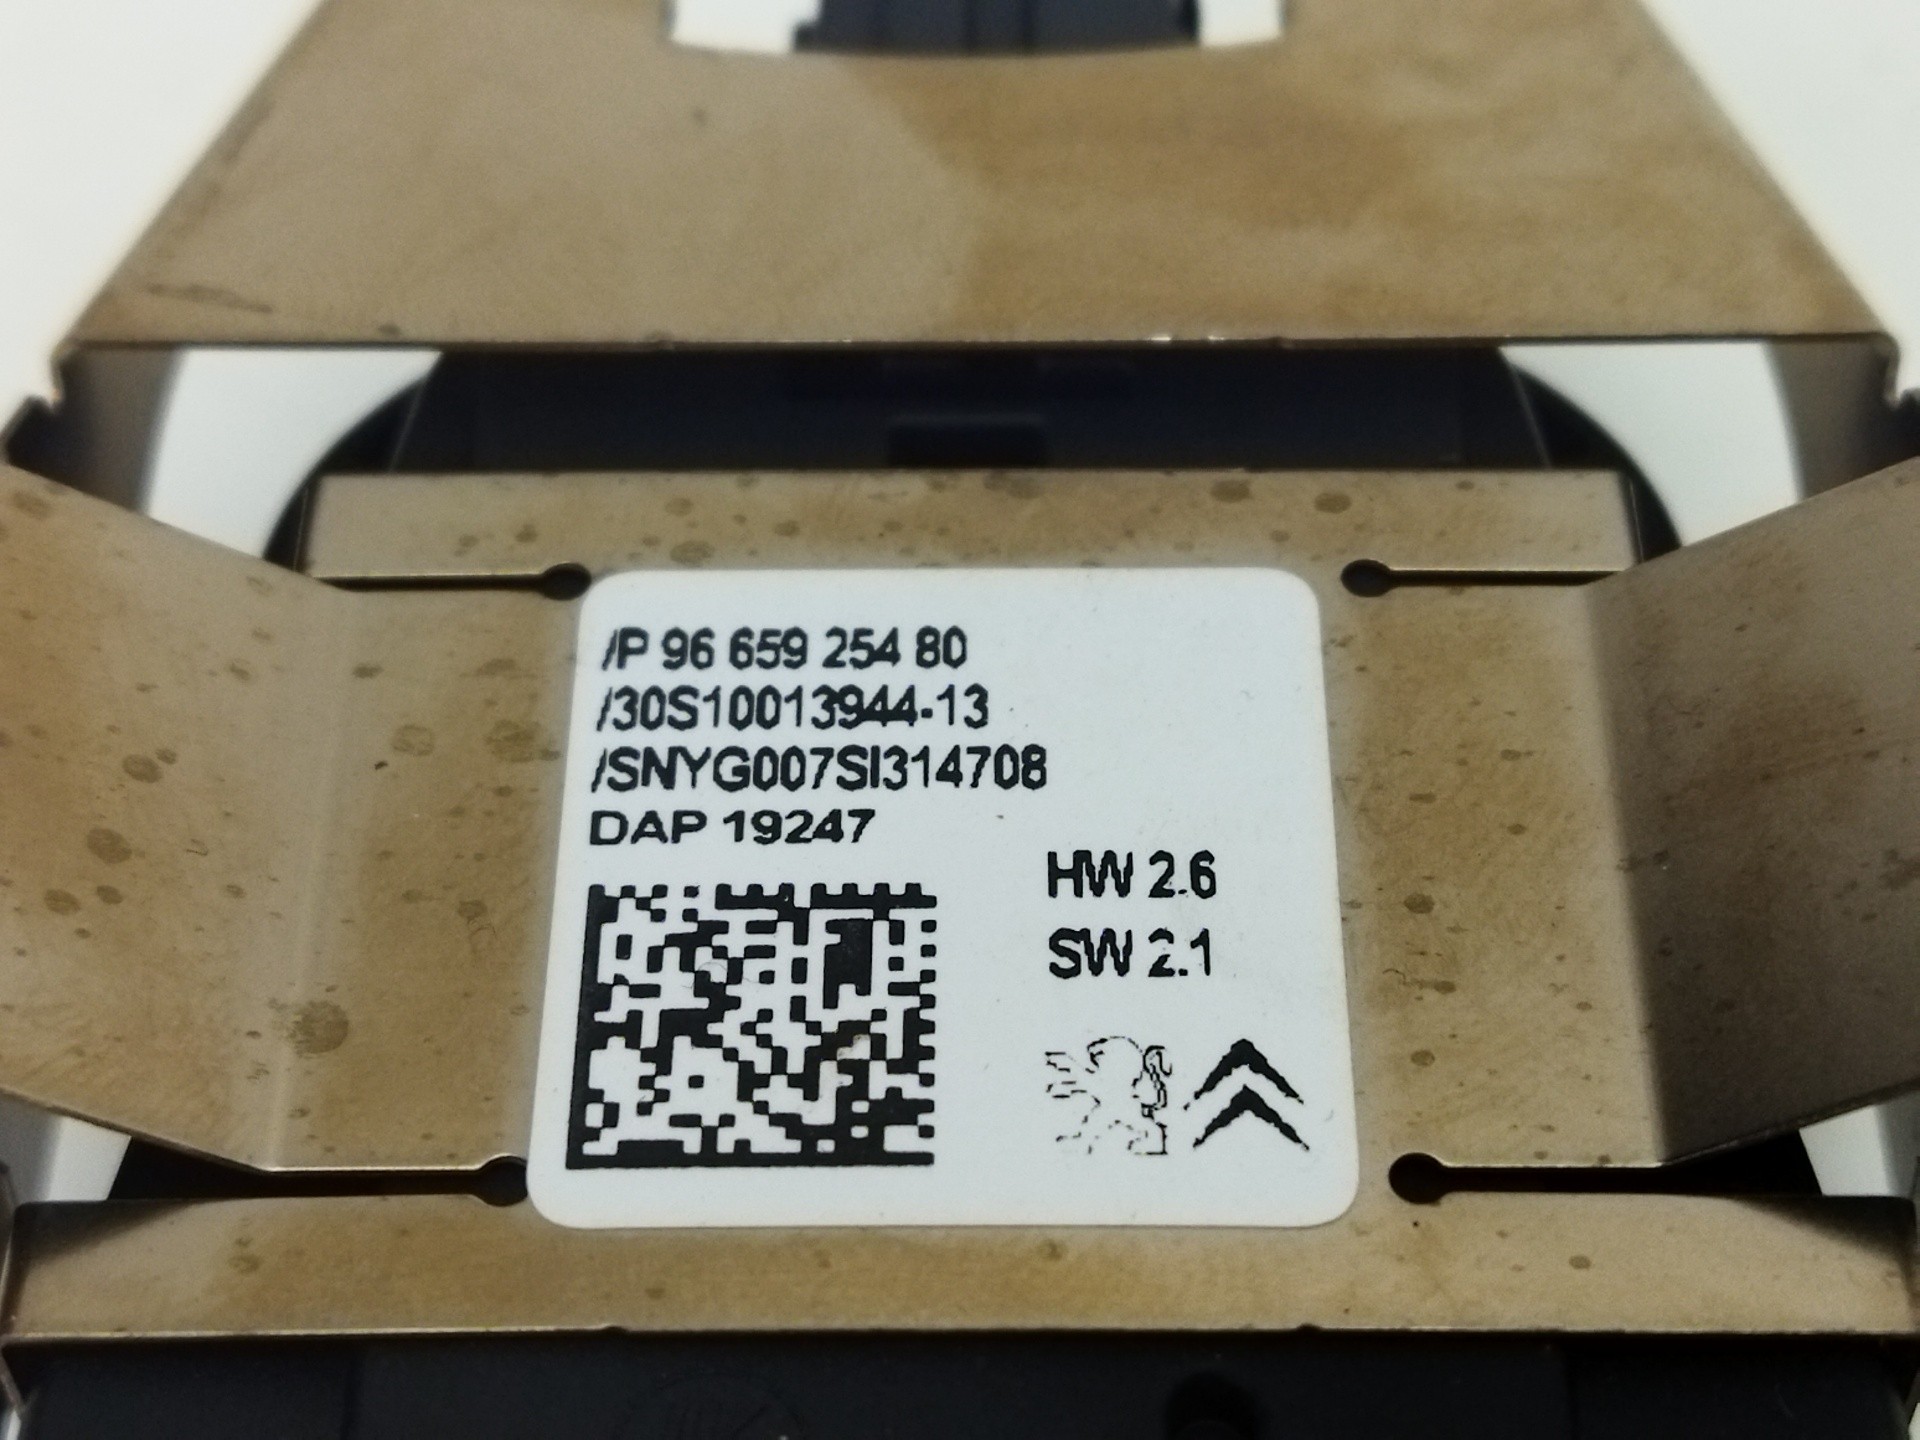 /P 96 659 254 80
/30S10013944-13
/SNYG007SI314708
DAP 19247
HW 2.6
SW 2.1